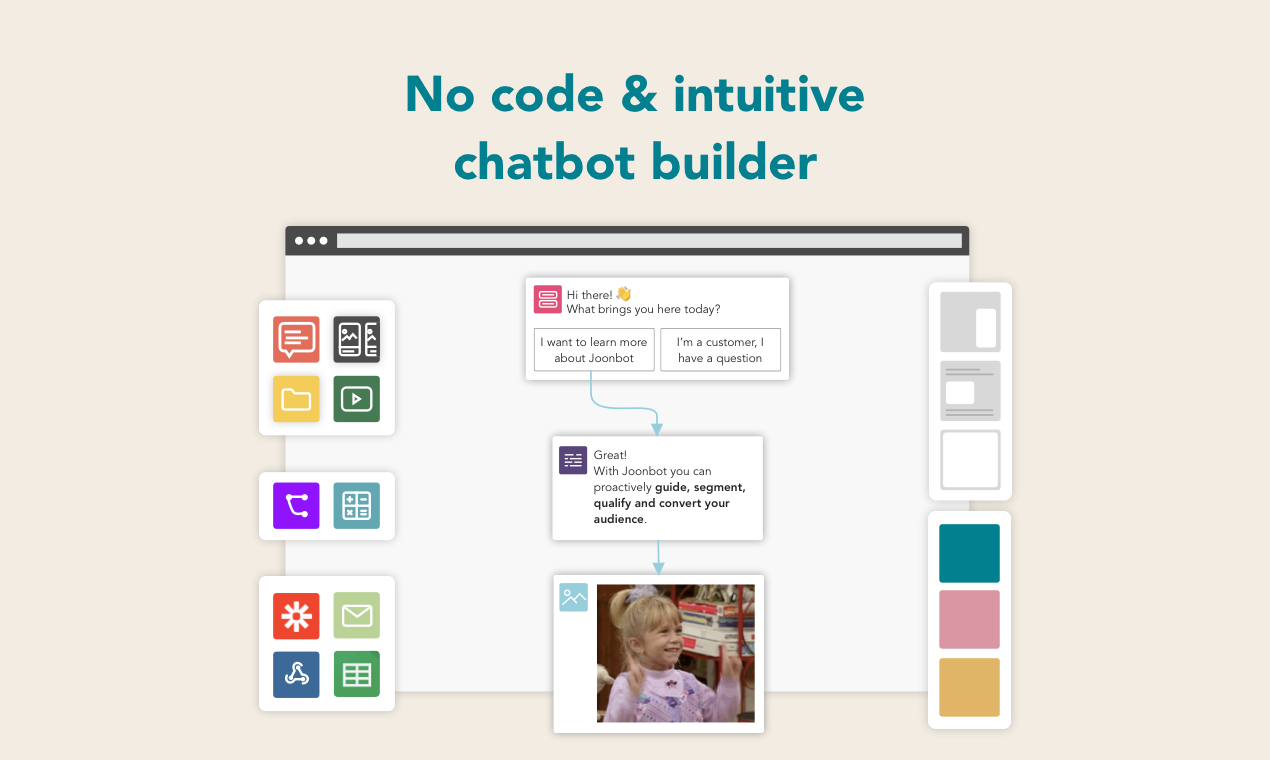 No code & intuitive
chatbot builder
Hi there! 👋
What brings you here today?
I want to learn more
about Joonbot
I'm a customer, I
have a question
Great!
With Joonbot you can
proactively guide, segment,
qualify and convert your
audience.